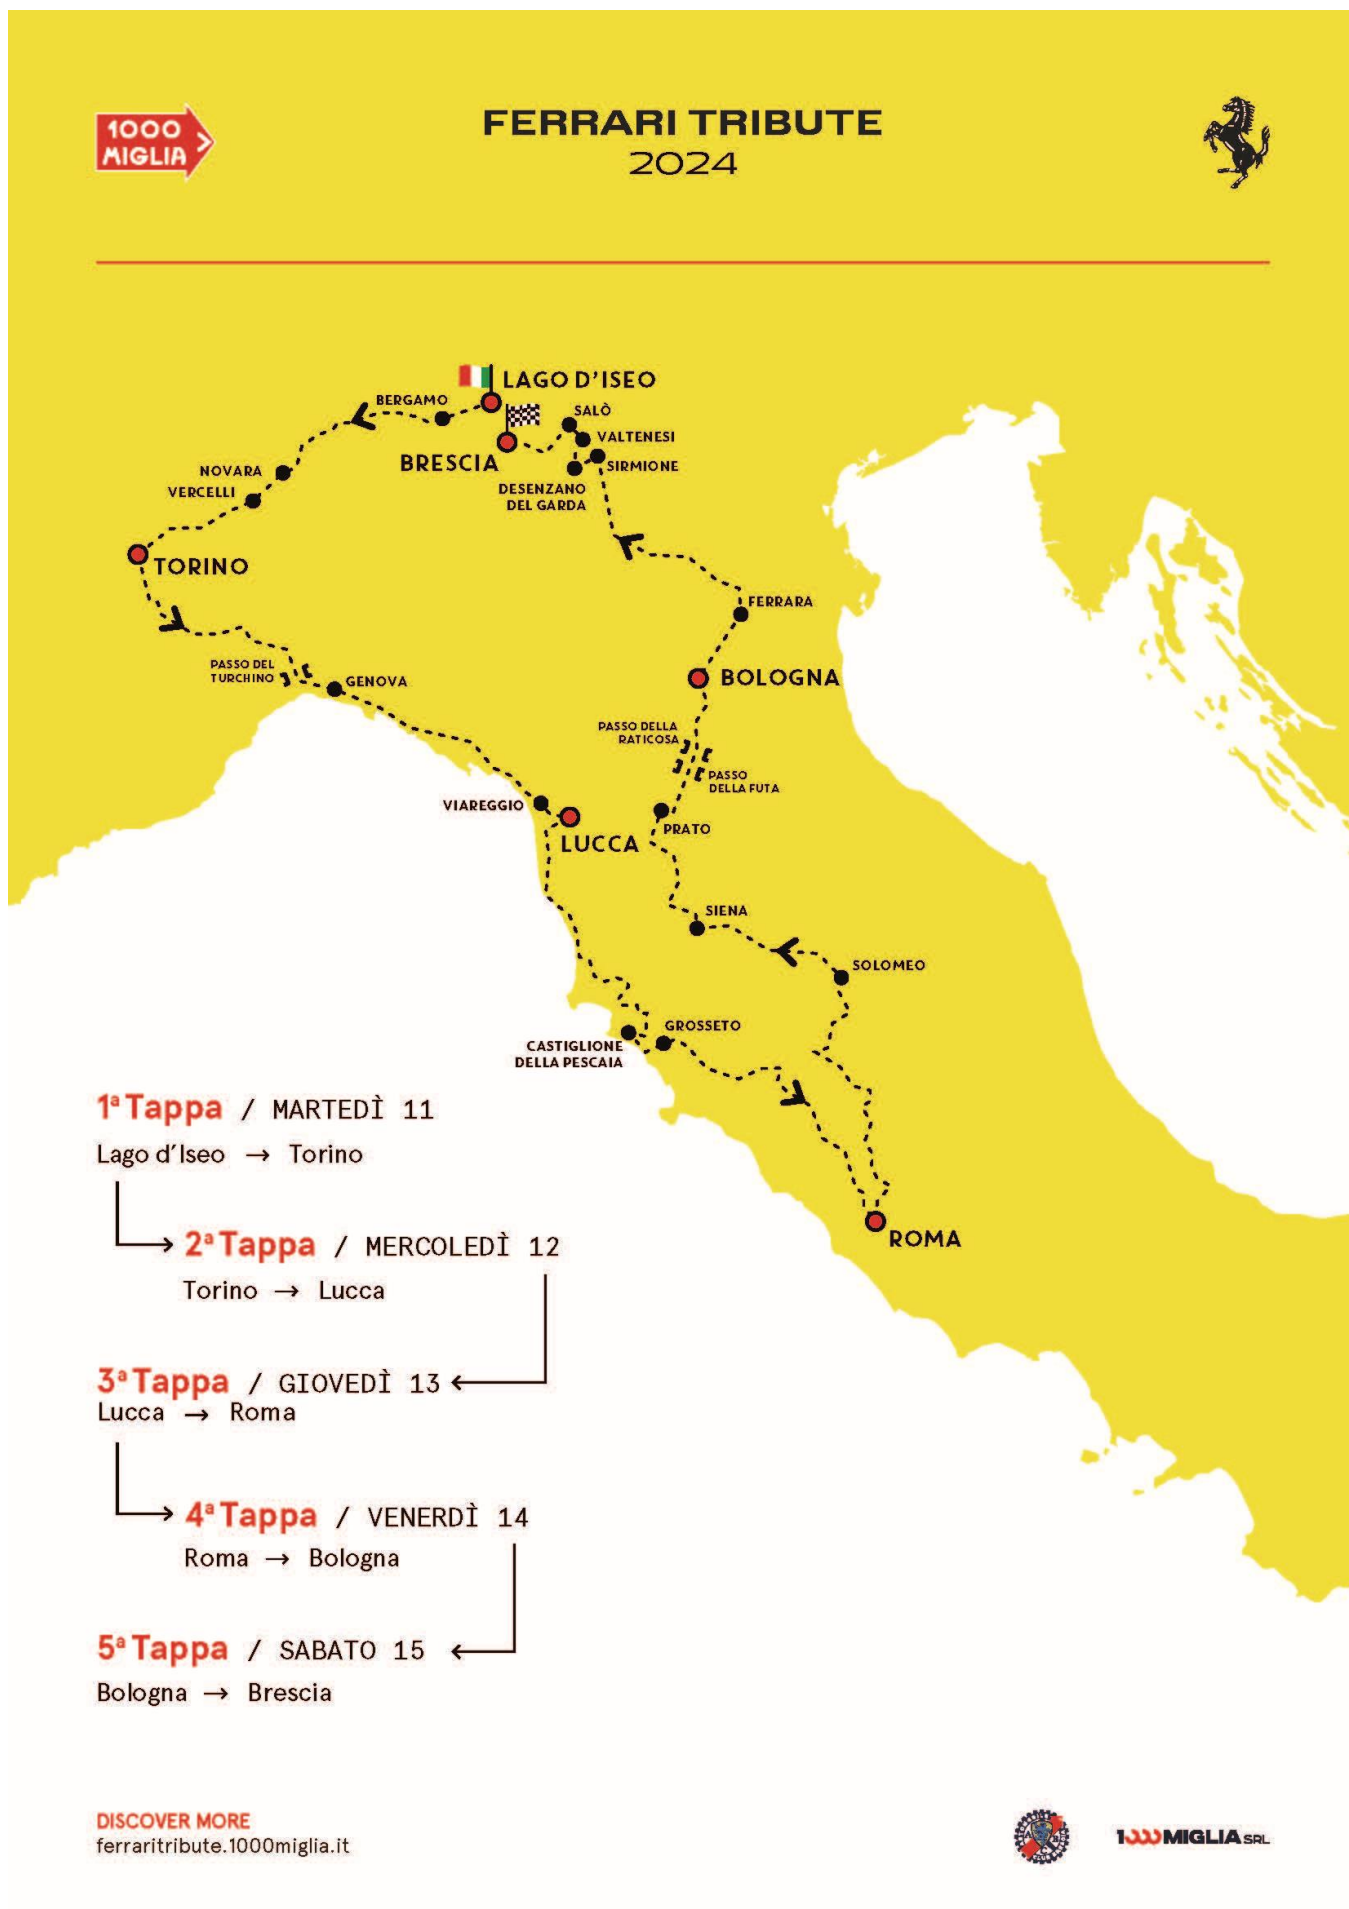 1000
MIGLIA
FERRARI TRIBUTE
2024
LAGO D'ISEO
BERGAMO
SALÒ
VALTENESI
BRESCIA
SIRMIONE
NOVARA
VERCELLI
DESENZANO
DEL GARDA
TORINO
FERRARA
PASSO DEL
TURCHINO
GENOVA
BOLOGNA
PASSO DELLA
RATICOSA
PASSO
DELLA FUTA
VIAREGGIO
PRATO
LUCCA
SIENA
SOLOMEO
GROSSETO
CASTIGLIONE
DELLA PESCAIA
ROMA
1ª Tappa / MARTEDÌ 11
Lago d'Iseo → Torino
2ª Tappa / MERCOLEDÌ 12
Torino → Lucca
3ª Tappa / GIOVEDÌ 13
Lucca → Roma
4ª Tappa / VENERDÌ 14
Roma → Bologna
5ª Tappa / SABATO 15
Bologna → Brescia
DISCOVER MORE
ferraritribute.1000miglia.it
1000MIGLIA SRL